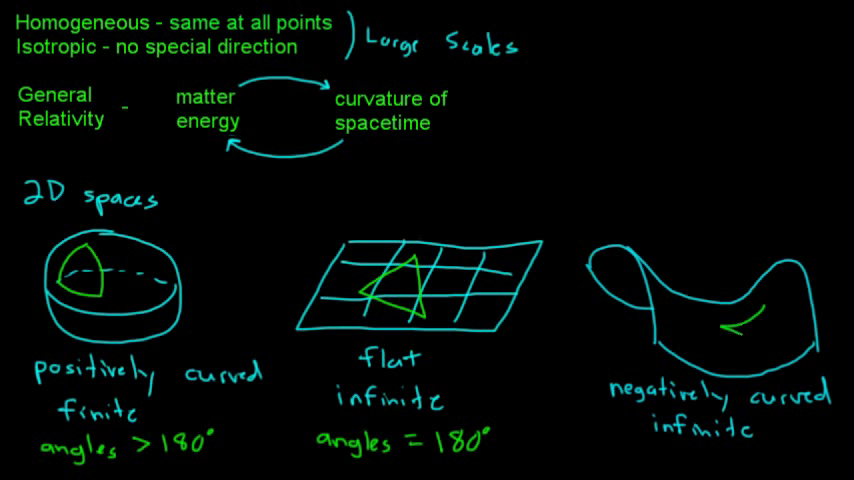 Homogeneous - same at all points
Isotropic - no special direction
Large Scales
General Relativity - matter energy
curvature of spacetime
2D spaces
positively curved
finite
angles > 180°
flat
infinite
angles = 180°
negatively curved
infinite